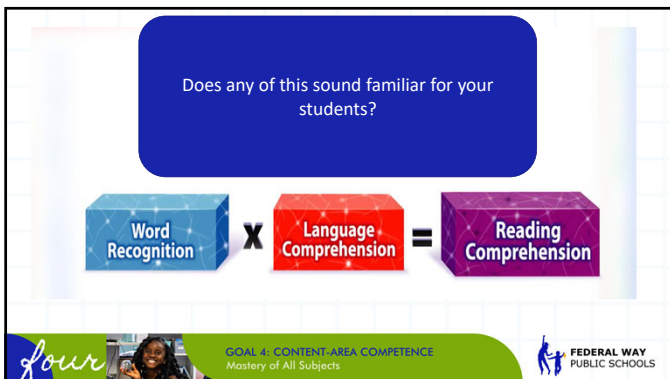 Does any of this sound familiar for your
students?
Word
Recognition
X
Language
Comprehension
=
Reading
Comprehension
four
GOAL 4: CONTENT-AREA COMPETENCE
Mastery of All Subjects
FEDERAL WAY
PUBLIC SCHOOLS